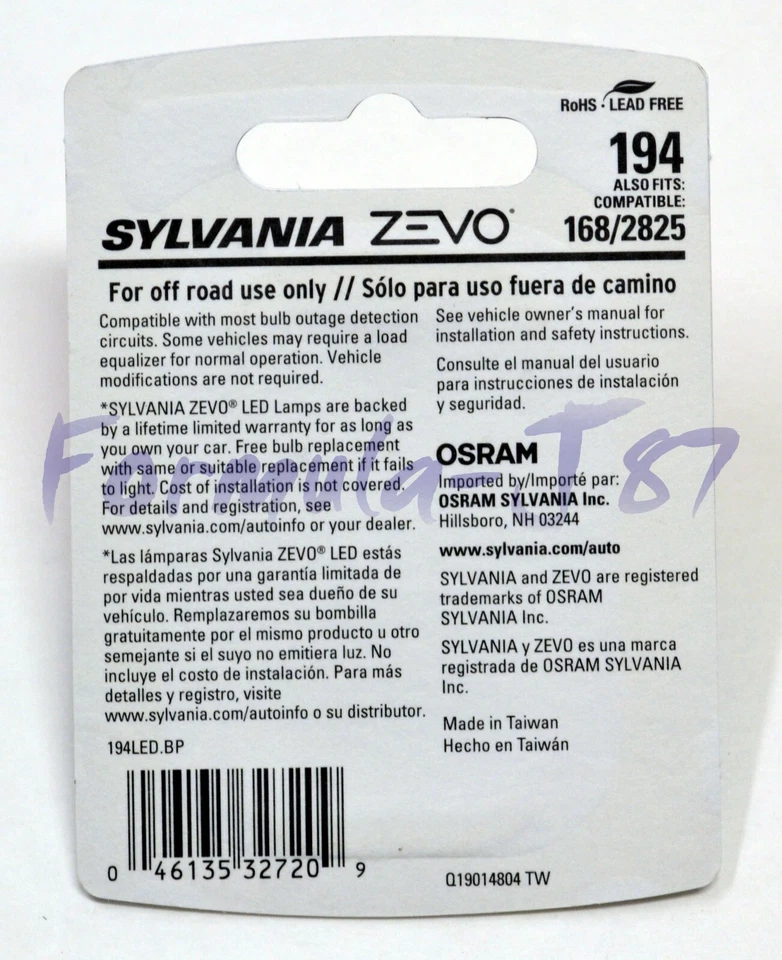 RoHS · LEAD FREE
194
ALSO FITS:
COMPATIBLE:
168/2825
SYLVANIA ZEVO®
For off road use only // Sólo para uso fuera de camino
Compatible with most bulb outage detection
circuits. Some vehicles may require a load
equalizer for normal operation. Vehicle
modifications are not required.
*SYLVANIA ZEVO® LED Lamps are backed
by a lifetime limited warranty for as long as
you own your car. Free bulb replacement
with same or suitable replacement if it fails
to light. Cost of installation is not covered.
For details and registration, see
www.sylvania.com/autoinfo or your dealer.
*Las lámparas Sylvania ZEVO® LED estás
respaldadas por una garantía limitada de
por vida mientras usted sea dueño de su
vehículo. Remplazaremos su bombilla
gratuitamente por el mismo producto u otro
semejante si el suyo no emitiera luz. No
incluye el costo de instalación. Para más
detalles y registro, visite
www.sylvania.com/autoinfo o su distributor.
194LED.BP
0 46135 32720 9
See vehicle owner's manual for
installation and safety instructions.
Consulte el manual del usuario
para instrucciones de instalación
y seguridad.
OSRAM
Imported by/Importé par:
OSRAM SYLVANIA Inc.
Hillsboro, NH 03244
www.sylvania.com/auto
SYLVANIA and ZEVO are registered
trademarks of OSRAM
SYLVANIA Inc.
SYLVANIA y ZEVO es una marca
registrada de OSRAM SYLVANIA
Inc.
Made in Taiwan
Hecho en Taiwán
Q19014804 TW
Formula-T87